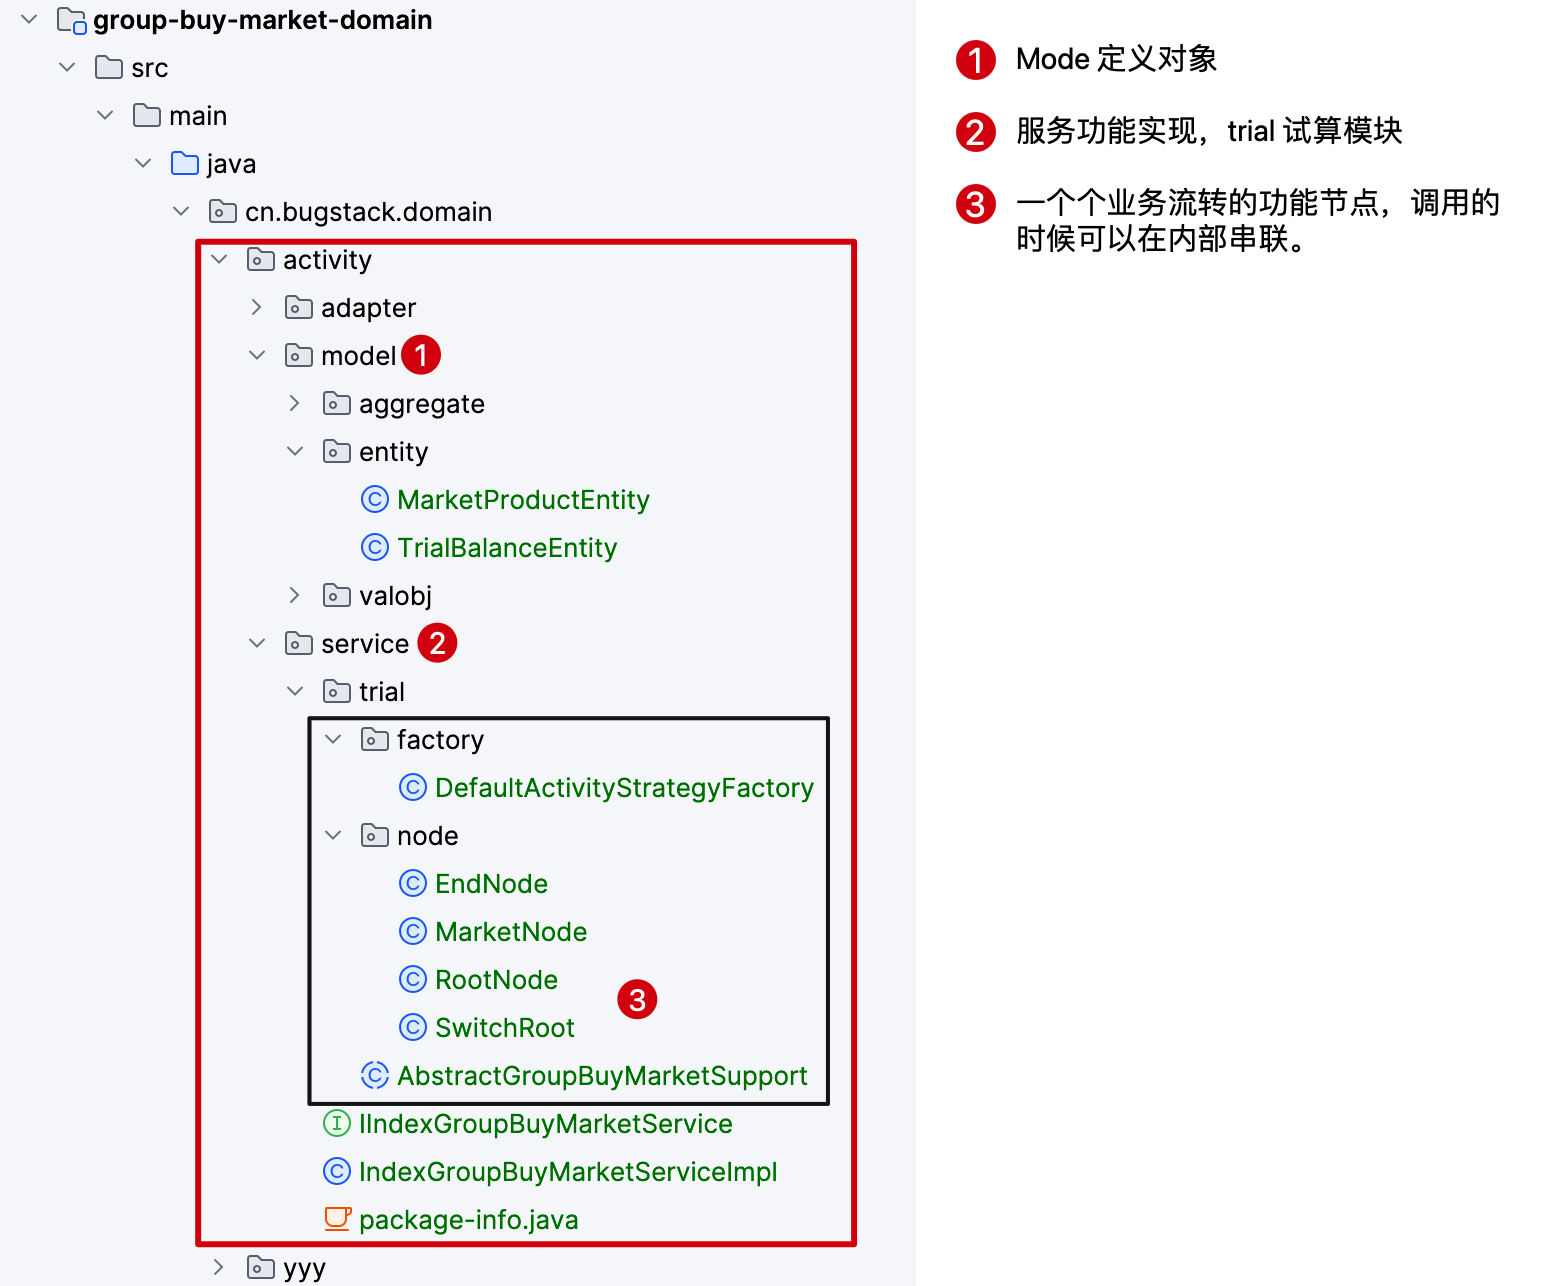 group-buy-market-domain
src
main
java
cn.bugstack.domain
activity
adapter
model 1
aggregate
entity
C MarketProductEntity
C TrialBalanceEntity
valobj
service 2
trial
factory
C DefaultActivityStrategyFactory
node
C EndNode
C MarketNode
C RootNode
3
C SwitchRoot
C AbstractGroupBuyMarketSupport
I IIndexGroupBuyMarketService
C IndexGroupBuyMarketServiceImpl
package-info.java
yyy
1 Mode 定义对象
2 服务功能实现，trial 试算模块
3 一个个业务流转的功能节点，调用的
时候可以在内部串联。